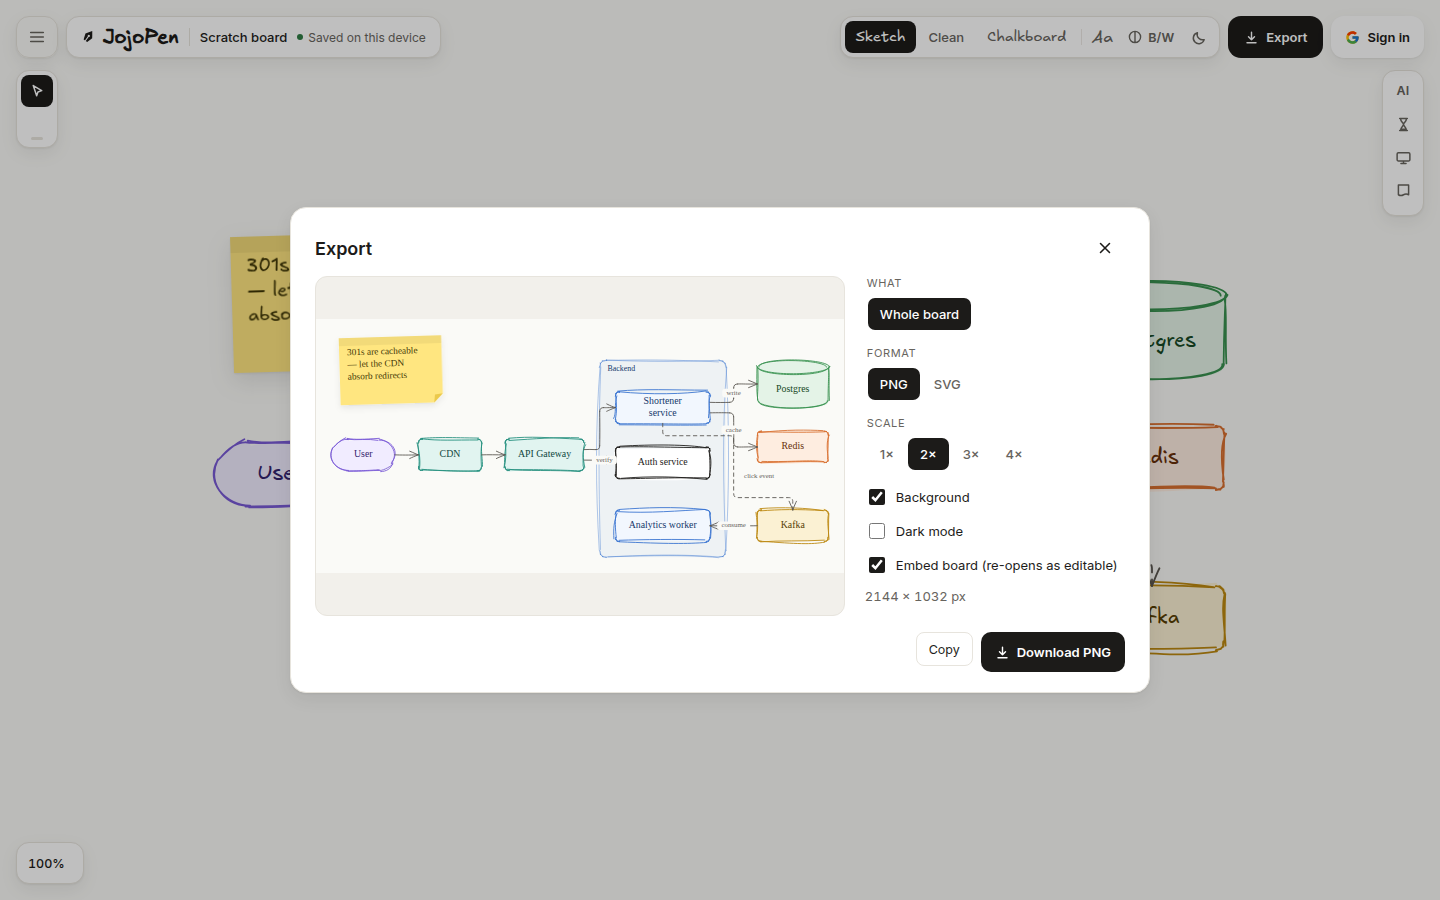 JojoPen
Scratch board
Saved on this device
Sketch
Clean
Chalkboard
Aa
B/W
Export
Sign in
AI
301s
— let
abso
Use
Export
301s are cacheable
— let the CDN
absorb redirects
Backend
Shortener
service
write
Postgres
cache
User
CDN
API Gateway
verify
Auth service
Redis
click event
Analytics worker
consume
Kafka
WHAT
Whole board
FORMAT
PNG
SVG
SCALE
1×
2×
3×
4×
Background
Dark mode
Embed board (re-opens as editable)
2144 × 1032 px
Copy
Download PNG
gres
dis
fka
100%